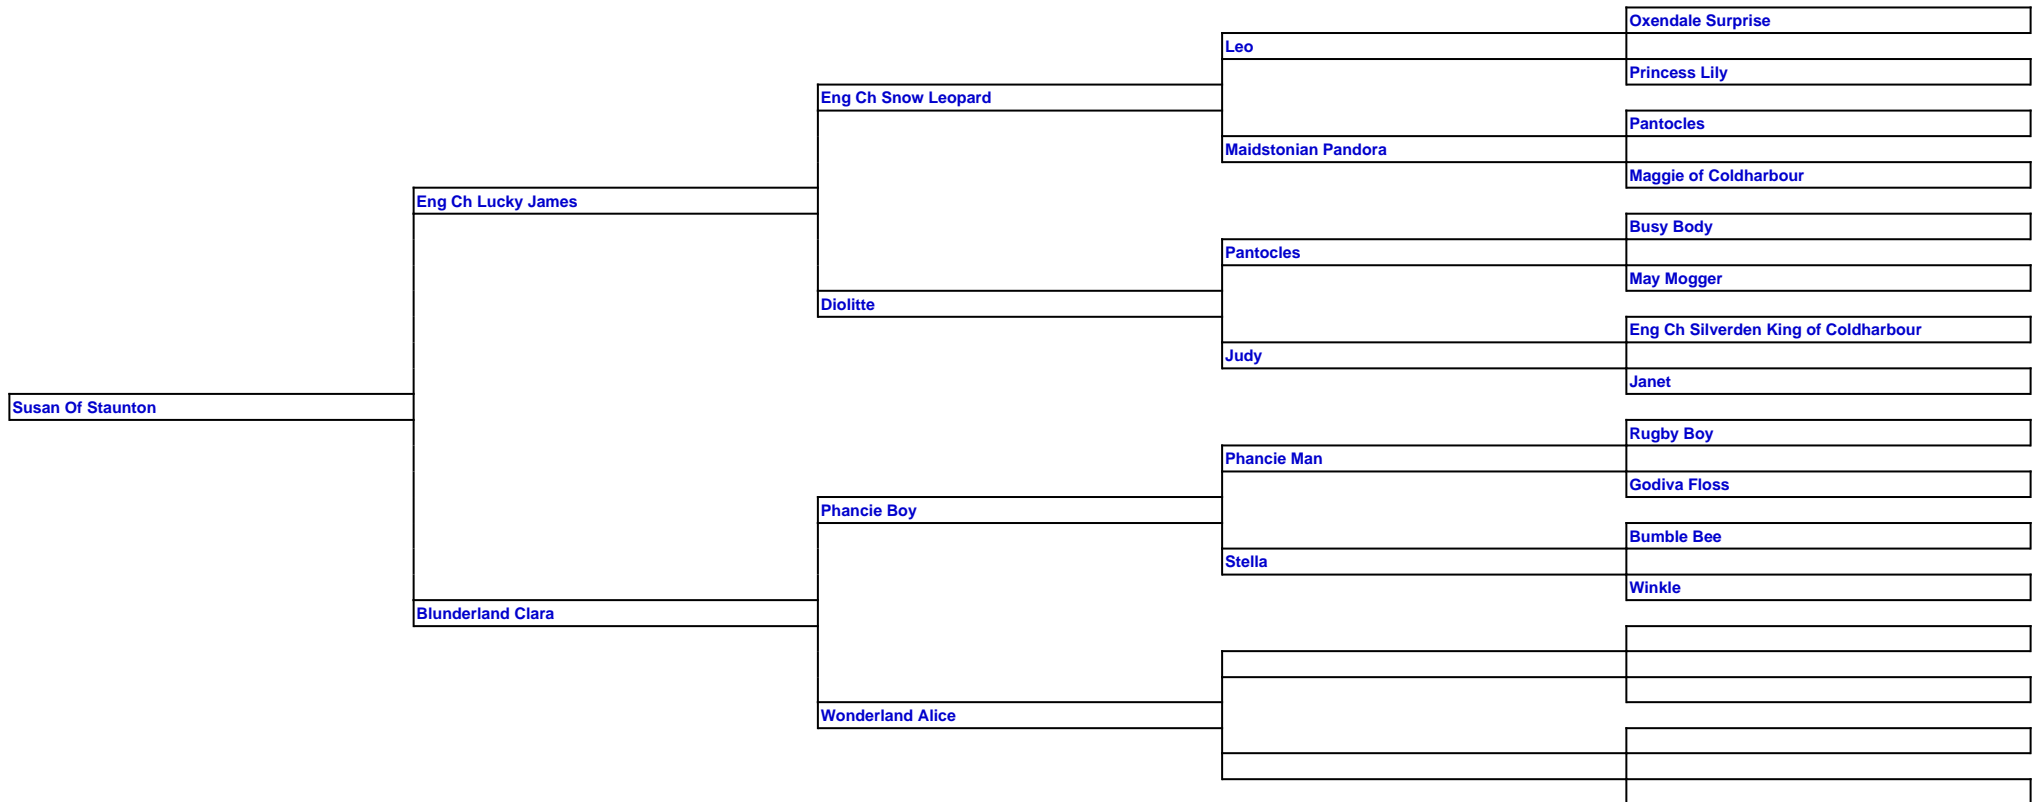 Oxendale Surprise
Leo
Princess Lily
Eng Ch Snow Leopard
Pantocles
Maidstonian Pandora
Maggie of Coldharbour
Eng Ch Lucky James
Busy Body
Pantocles
May Mogger
Diolitte
Eng Ch Silverden King of Coldharbour
Judy
Janet
Susan Of Staunton
Rugby Boy
Phancie Man
Godiva Floss
Phancie Boy
Bumble Bee
Stella
Winkle
Blunderland Clara
Wonderland Alice